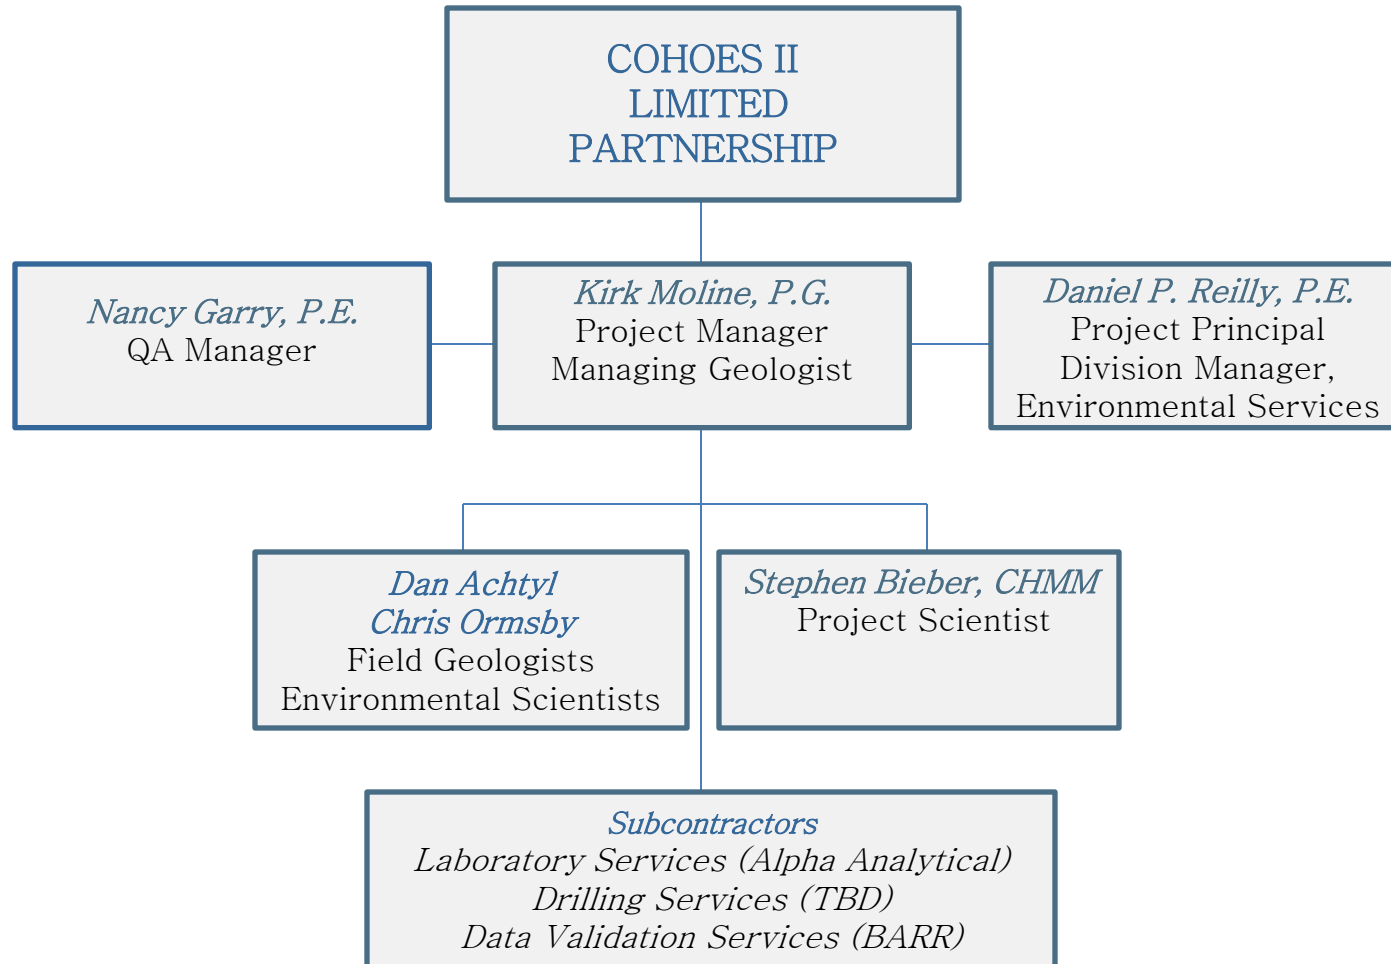 COHOES II
LIMITED
PARTNERSHIP
Nancy Garry, P.E.
QA Manager
Kirk Moline, P.G.
Project Manager
Managing Geologist
Daniel P. Reilly, P.E.
Project Principal
Division Manager,
Environmental Services
Dan Achtyl
Chris Ormsby
Field Geologists
Environmental Scientists
Stephen Bieber, CHMM
Project Scientist
Subcontractors
Laboratory Services (Alpha Analytical)
Drilling Services (TBD)
Data Validation Services (BARR)